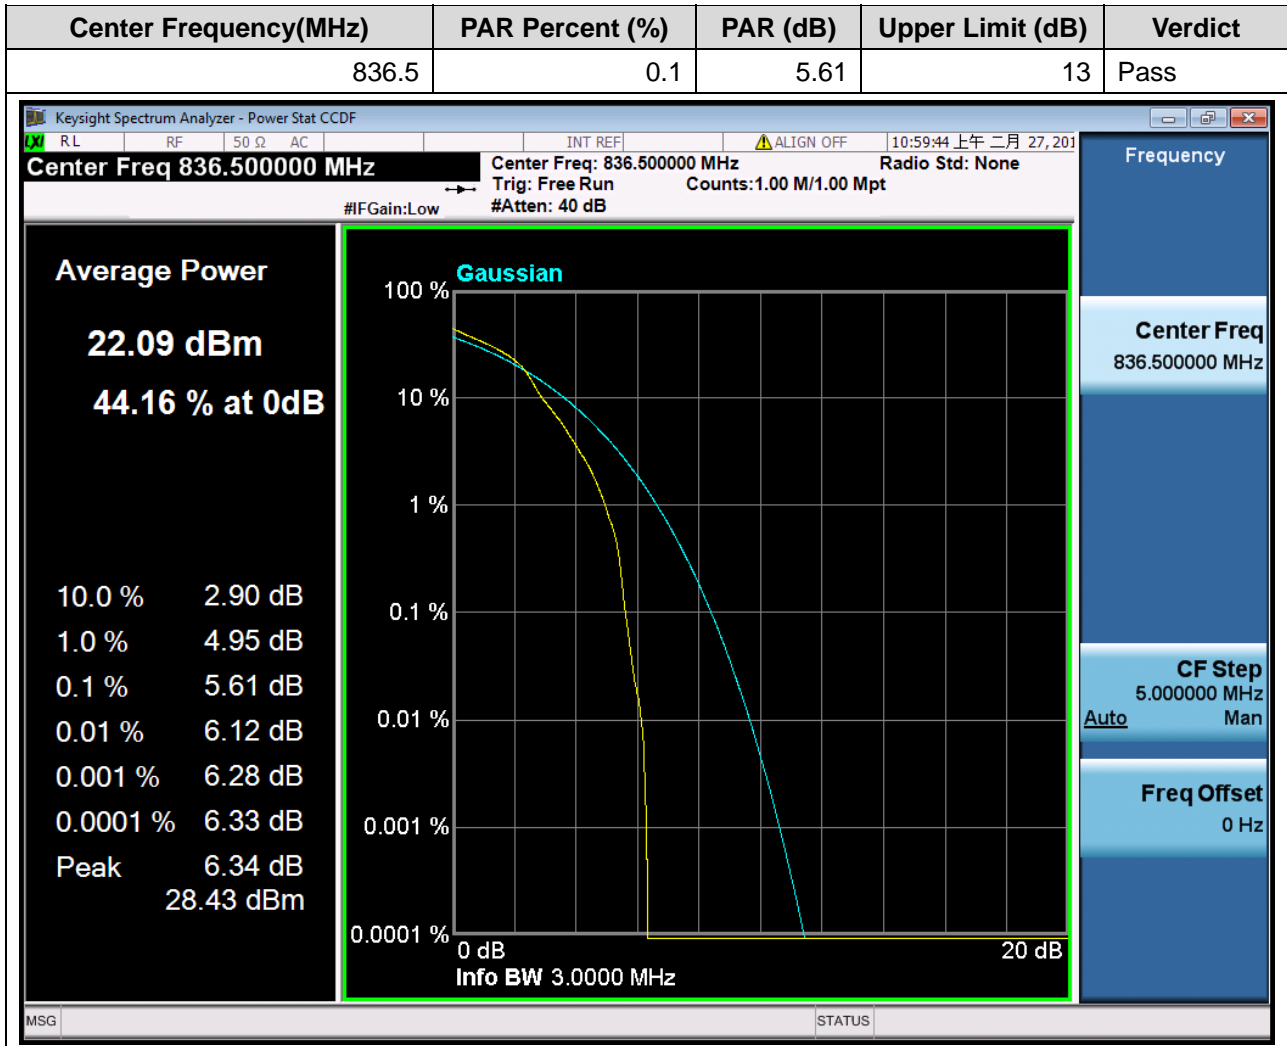 Center Frequency(MHz) PAR Percent (%) PAR (dB) Upper Limit (dB) Verdict
836.5 0.1 5.61 13 Pass
Keysight Spectrum Analyzer - Power Stat CCDF
LXI RL RF 50 Ω AC INT REF ALIGN OFF 10:59:44 上午 二月 27, 201
Center Freq 836.500000 MHz
#IFGain:Low
Center Freq: 836.500000 MHz Radio Std: None
Trig: Free Run Counts:1.00 M/1.00 Mpt
#Atten: 40 dB
Average Power
22.09 dBm
44.16 % at 0dB
10.0 % 2.90 dB
1.0 % 4.95 dB
0.1 % 5.61 dB
0.01 % 6.12 dB
0.001 % 6.28 dB
0.0001 % 6.33 dB
Peak 6.34 dB
28.43 dBm
Gaussian
100 %
10 %
1 %
0.1 %
0.01 %
0.001 %
0.0001 %
0 dB 20 dB
Info BW 3.0000 MHz
Frequency
Center Freq
836.500000 MHz
CF Step
5.000000 MHz
Auto Man
Freq Offset
0 Hz
MSG STATUS